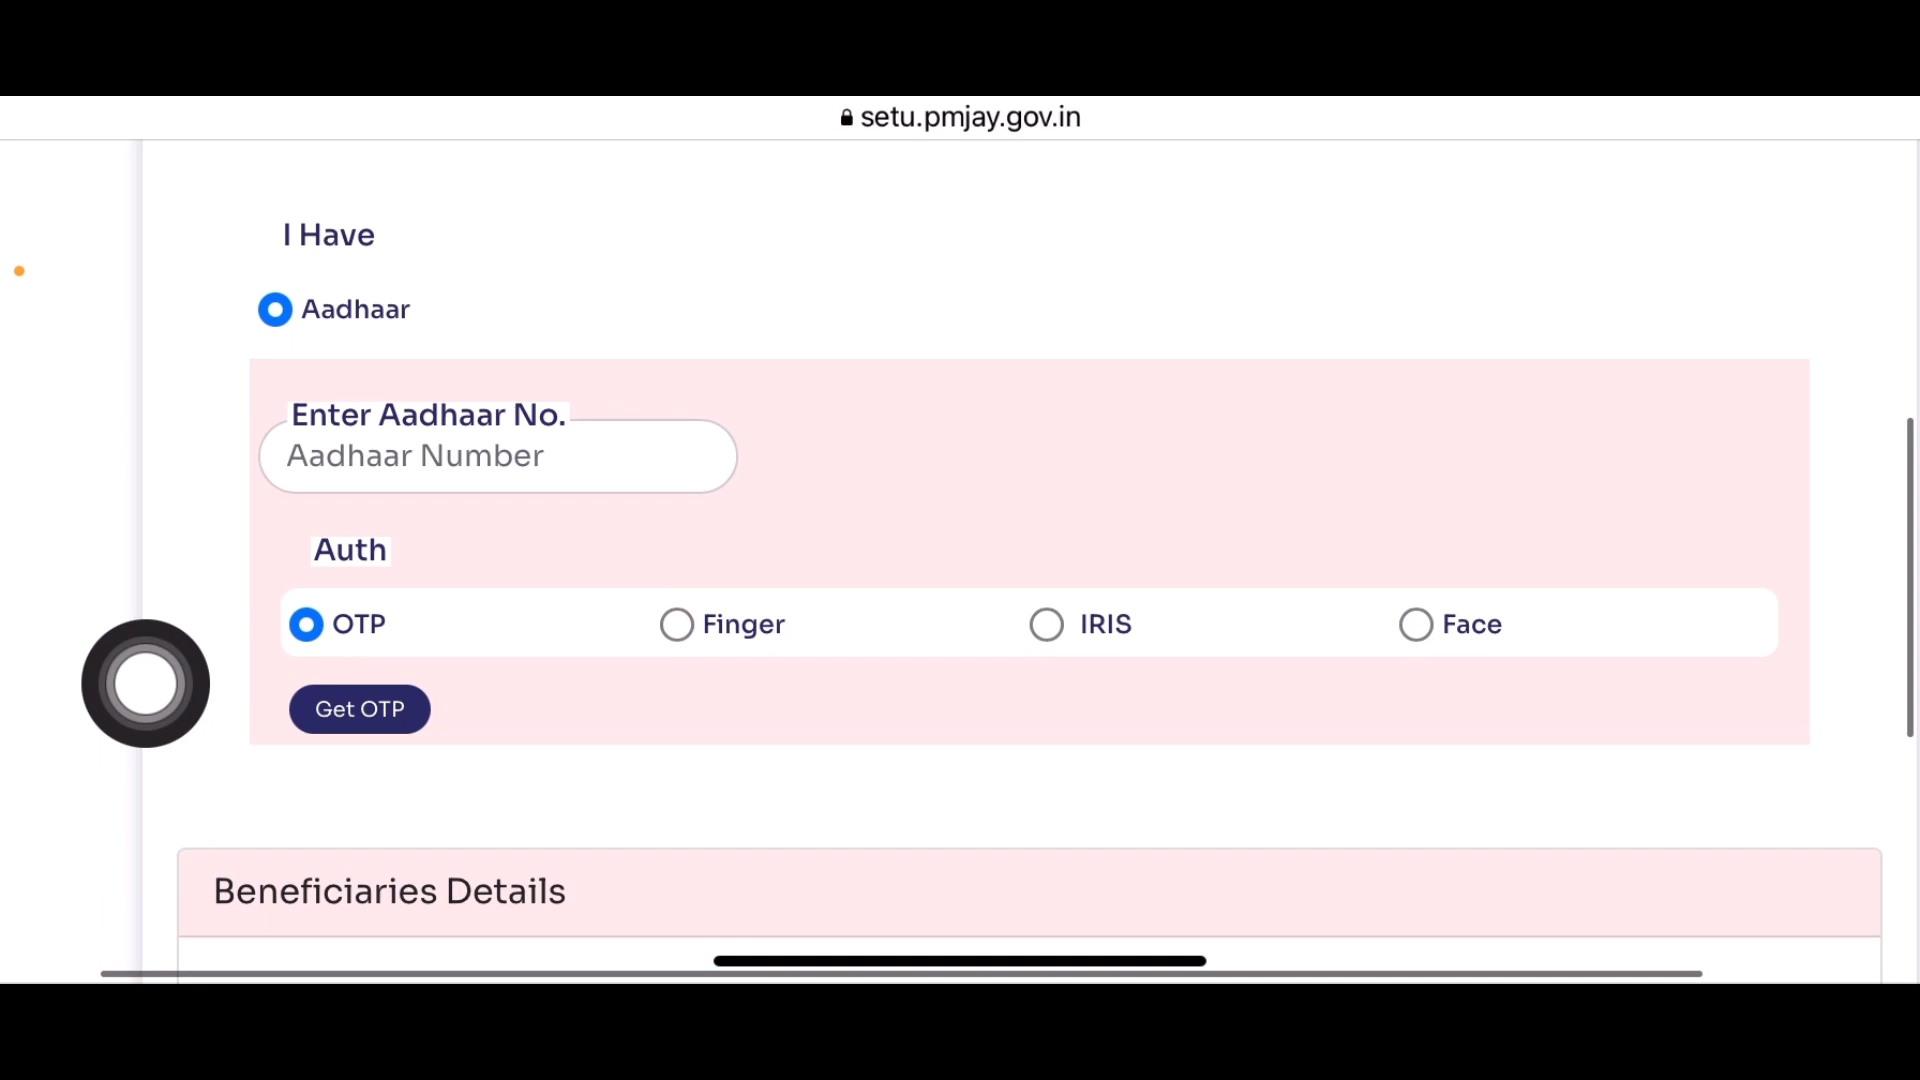 setu.pmjay.gov.in
I Have
Aadhaar
Enter Aadhaar No.
Aadhaar Number
Auth
OTP Finger IRIS Face
Get OTP
Beneficiaries Details